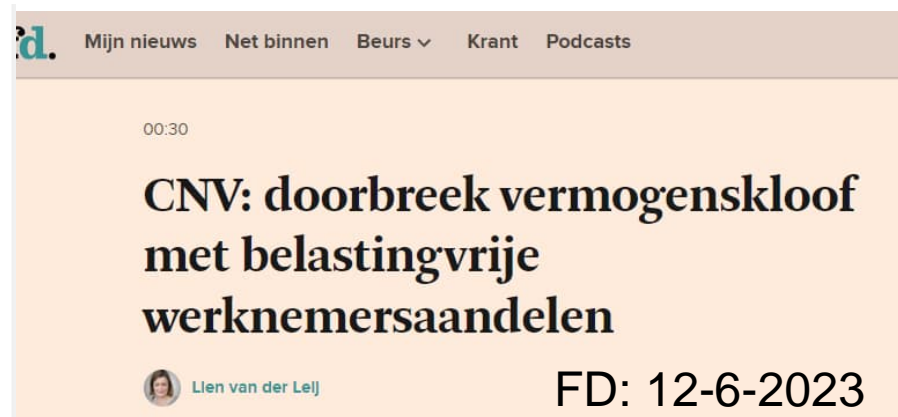 fd. Mijn nieuws Net binnen Beurs Krant Podcasts
00:30
CNV: doorbreek vermogenskloof
met belastingvrije
werknemersaandelen
Lien van der Leij
FD: 12-6-2023